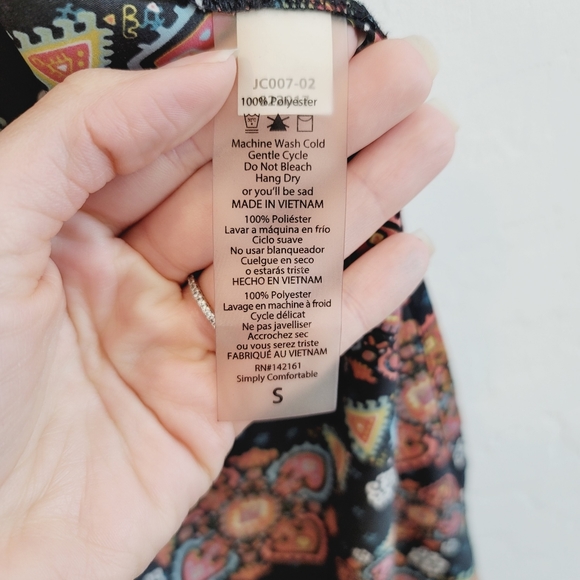 JC007-02
100% Polyester
Machine Wash Cold
Gentle Cycle
Do Not Bleach
Hang Dry
or you'll be sad
MADE IN VIETNAM
100% Poliéster
Lavar a máquina en frío
Ciclo suave
No usar blanqueador
Cuelgue en seco
o estarás triste
HECHO EN VIETNAM
100% Polyester
Lavage en machine à froid
Cycle délicat
Ne pas javelliser
Accrochez sec
ou vous serez triste
FABRIQUÉ AU VIETNAM
RN#142161
Simply Comfortable
S